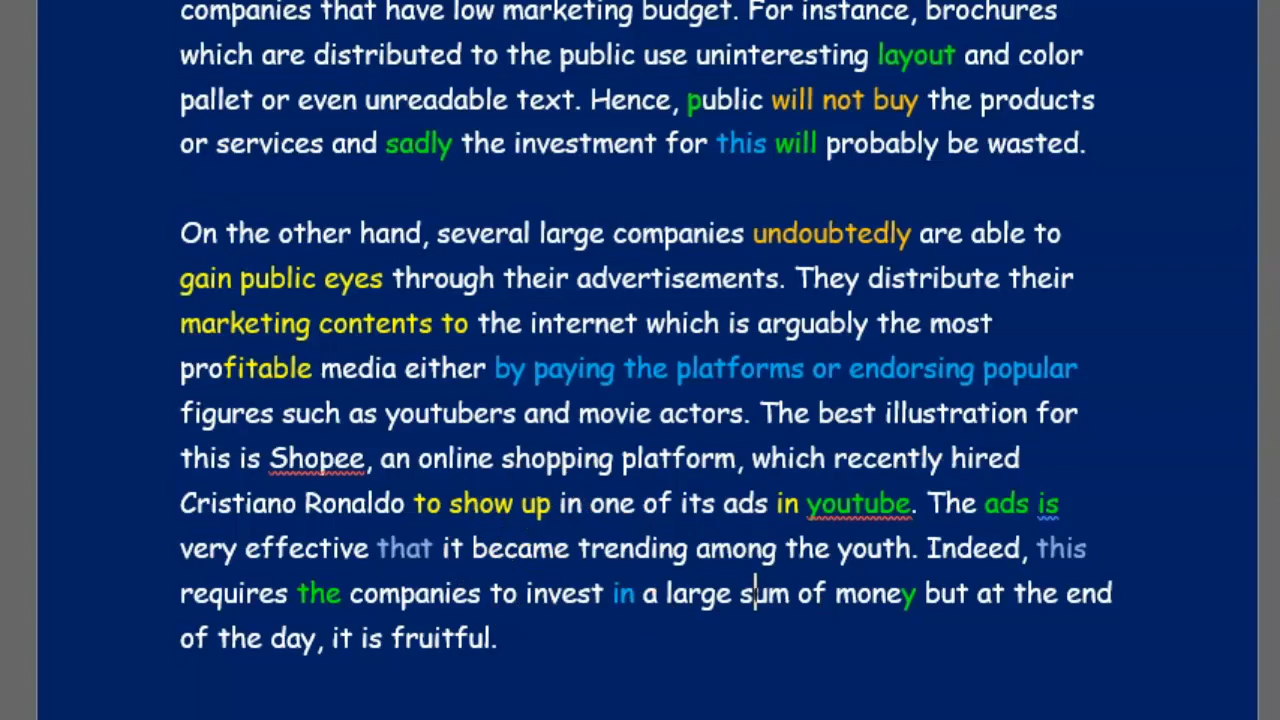 companies that have low marketing budget. For instance, brochures
which are distributed to the public use uninteresting layout and color
pallet or even unreadable text. Hence, public will not buy the products
or services and sadly the investment for this will probably be wasted.
On the other hand, several large companies undoubtedly are able to
gain public eyes through their advertisements. They distribute their
marketing contents to the internet which is arguably the most
profitable media either by paying the platforms or endorsing popular
figures such as youtubers and movie actors. The best illustration for
this is Shopee, an online shopping platform, which recently hired
Cristiano Ronaldo to show up in one of its ads in youtube. The ads is
very effective that it became trending among the youth. Indeed, this
requires the companies to invest in a large sum of money but at the end
of the day, it is fruitful.